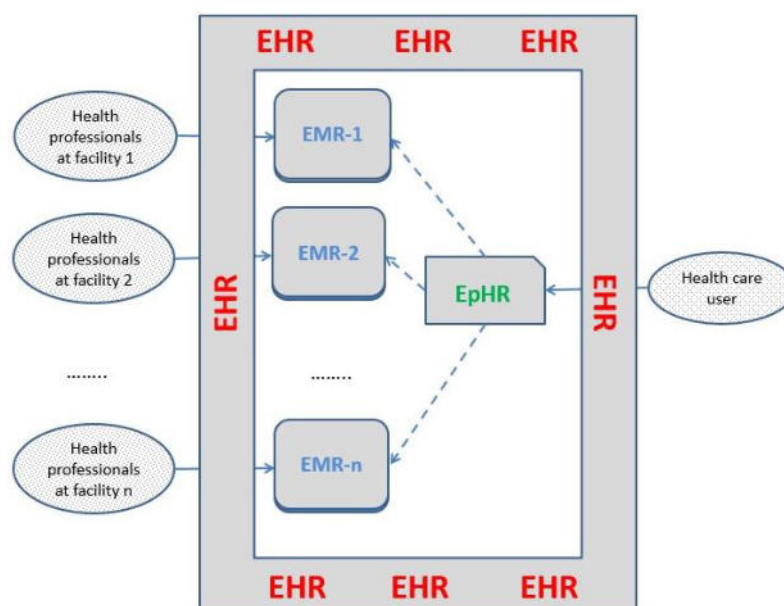 EHR EHR EHR
Health
professionals
at facility 1
EMR-1
Health
professionals
at facility 2
EMR-2
EHR
EpHR
EHR
Health care
user
........
........
Health
professionals
at facility n
EMR-n
EHR EHR EHR